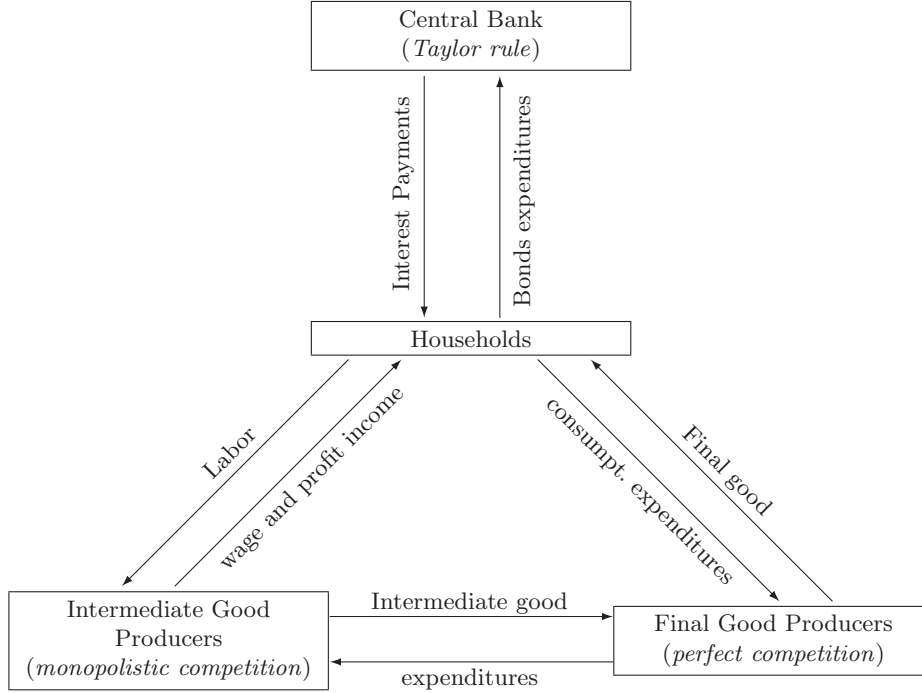 Central Bank
(Taylor rule)
Interest Payments
Bonds expenditures
Households
Labor
wage and profit income
consumpt. expenditures
Final good
Intermediate Good
Producers
(monopolistic competition)
Intermediate good
expenditures
Final Good Producers
(perfect competition)